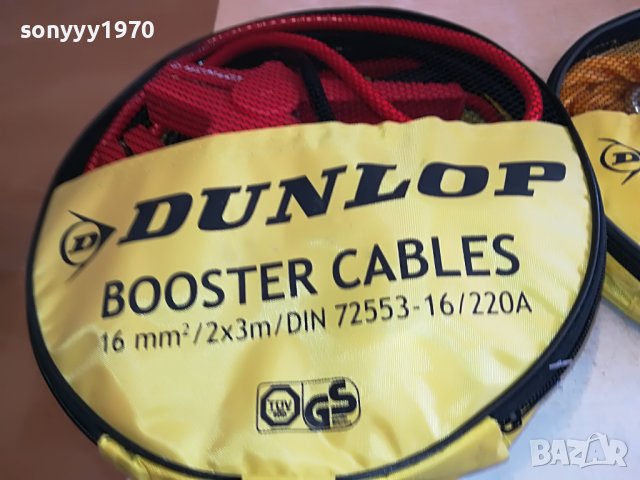 sonyyy1970
DUNLOP
D
BOOSTER CABLES
16 mm²/2x3m/DIN 72553-16/220A
TÜV
GS
BAZAR